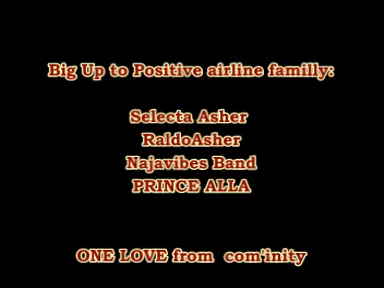 Big Up to Positive airline familly:
Selecta Asher
RaldoAsher
Najavibes Band
PRINCE ALLA
ONE LOVE from com'inity